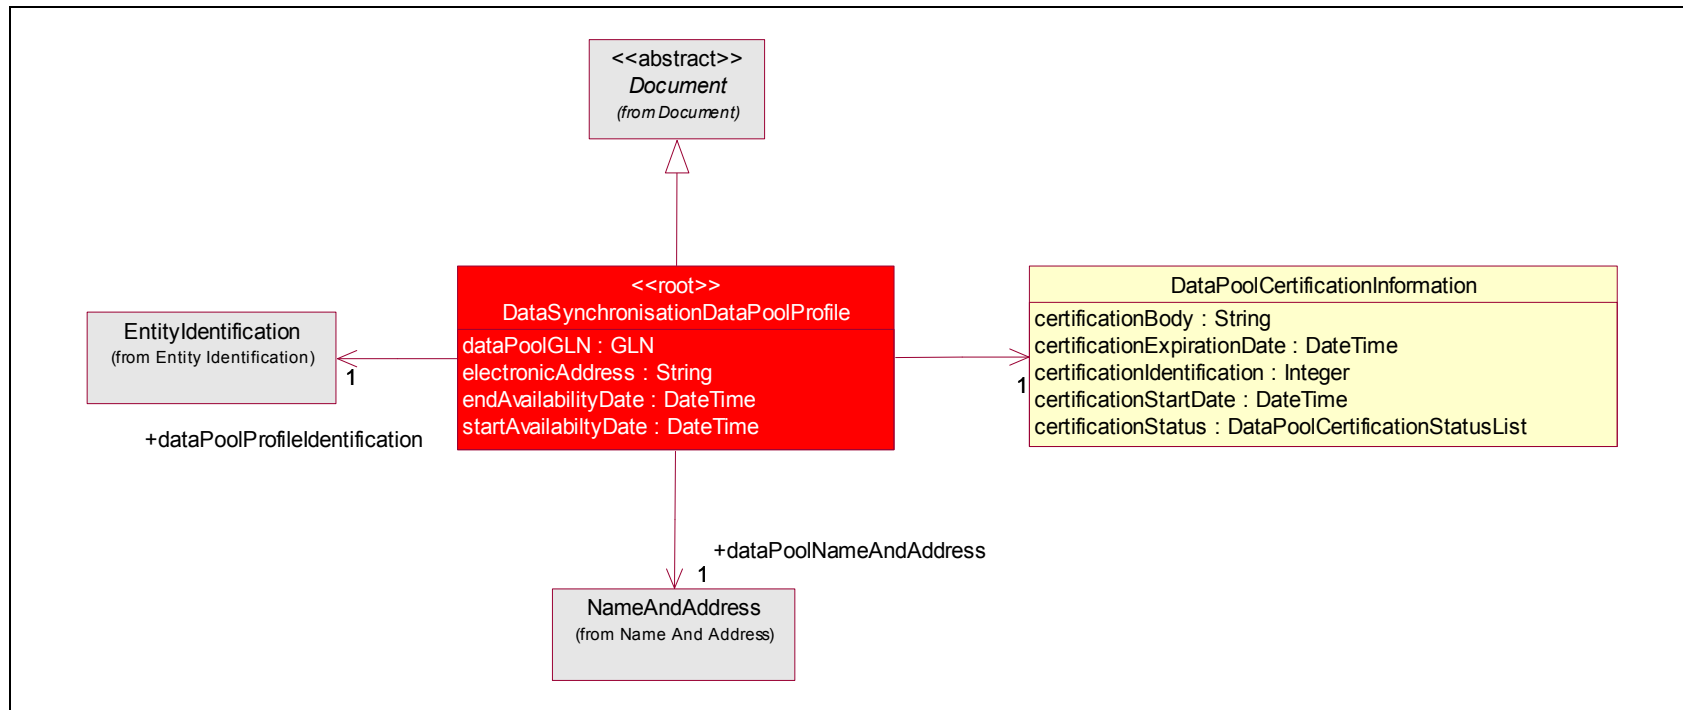 <<abstract>>
Document
(from Document)
<<root>>
DataSynchronisationDataPoolProfile
dataPoolGLN : GLN
electronicAddress : String
endAvailabilityDate : DateTime
startAvailabiltyDate : DateTime
EntityIdentification
(from Entity Identification)
1
+dataPoolProfileIdentification
DataPoolCertificationInformation
certificationBody : String
certificationExpirationDate : DateTime
certificationIdentification : Integer
certificationStartDate : DateTime
certificationStatus : DataPoolCertificationStatusList
1
+dataPoolNameAndAddress
1
NameAndAddress
(from Name And Address)